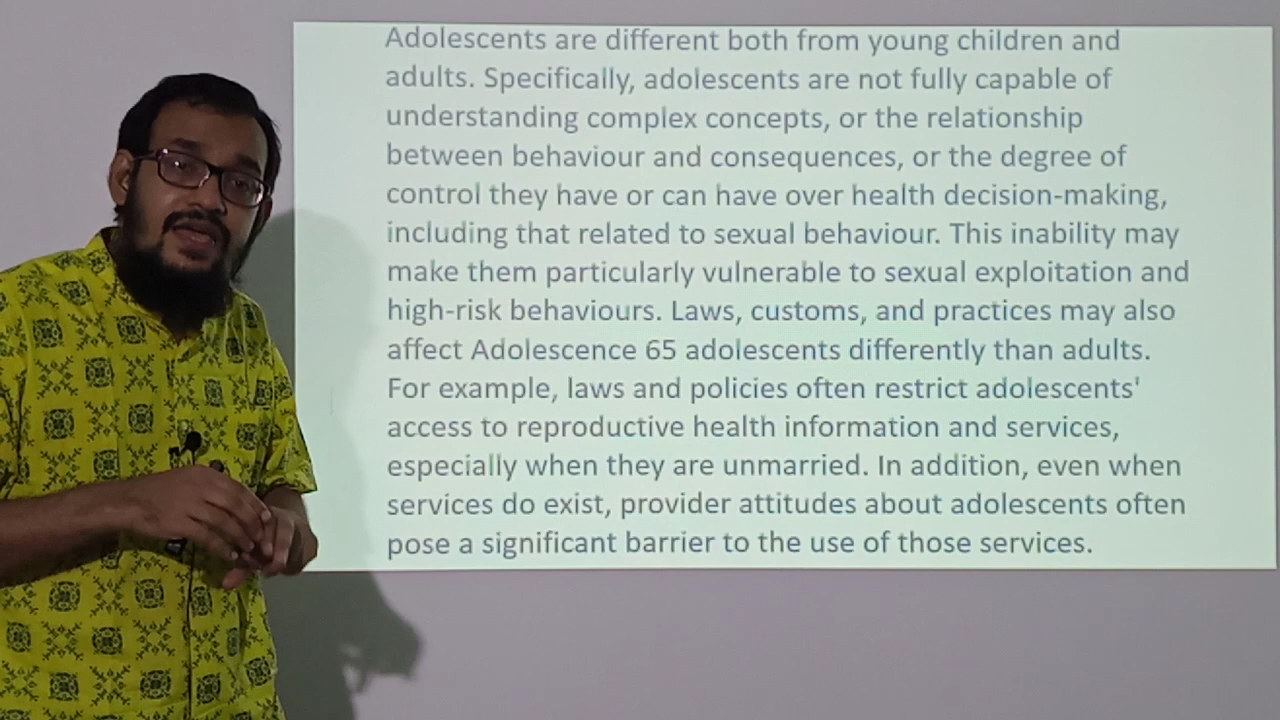 Adolescents are different both from young children and
adults. Specifically, adolescents are not fully capable of
understanding complex concepts, or the relationship
between behaviour and consequences, or the degree of
control they have or can have over health decision-making,
including that related to sexual behaviour. This inability may
make them particularly vulnerable to sexual exploitation and
high-risk behaviours. Laws, customs, and practices may also
affect Adolescence 65 adolescents differently than adults.
For example, laws and policies often restrict adolescents'
access to reproductive health information and services,
especially when they are unmarried. In addition, even when
services do exist, provider attitudes about adolescents often
pose a significant barrier to the use of those services.